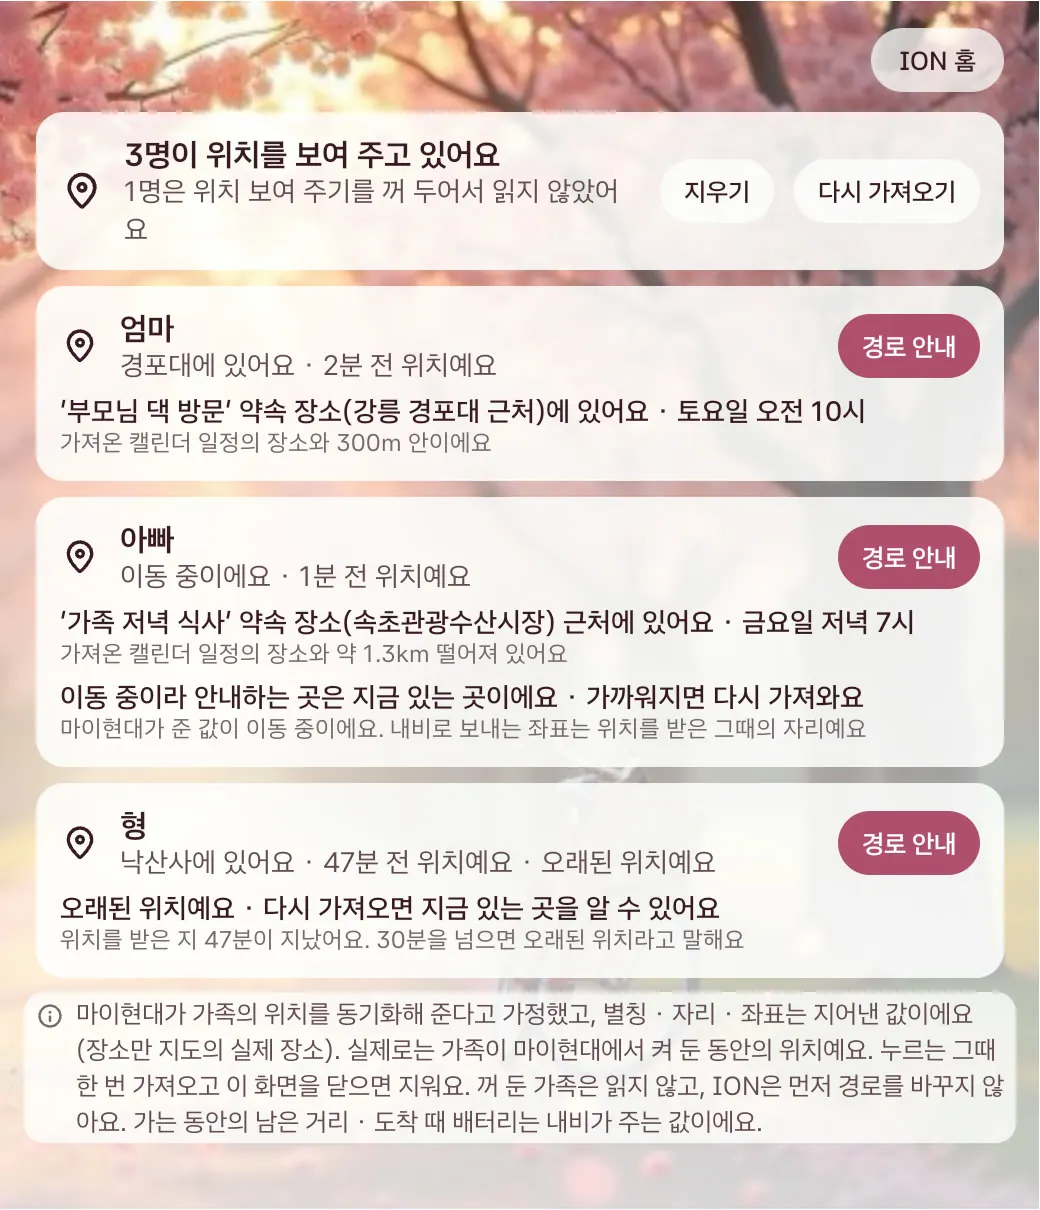 ION 홈
3명이 위치를 보여 주고 있어요
1명은 위치 보여 주기를 꺼 두어서 읽지 않았어
요
지우기
다시 가져오기
엄마
경포대에 있어요 · 2분 전 위치예요
경로 안내
‘부모님 댁 방문’ 약속 장소(강릉 경포대 근처)에 있어요 · 토요일 오전 10시
가져온 캘린더 일정의 장소와 300m 안이에요
아빠
이동 중이에요 · 1분 전 위치예요
경로 안내
‘가족 저녁 식사’ 약속 장소(속초관광수산시장) 근처에 있어요 · 금요일 저녁 7시
가져온 캘린더 일정의 장소와 약 1.3km 떨어져 있어요
이동 중이라 안내하는 곳은 지금 있는 곳이에요 · 가까워지면 다시 가져와요
마이현대가 준 값이 이동 중이에요. 내비로 보내는 좌표는 위치를 받은 그때의 자리예요
형
낙산사에 있어요 · 47분 전 위치예요 · 오래된 위치예요
경로 안내
오래된 위치예요 · 다시 가져오면 지금 있는 곳을 알 수 있어요
위치를 받은 지 47분이 지났어요. 30분을 넘으면 오래된 위치라고 말해요
마이현대가 가족의 위치를 동기화해 준다고 가정했고, 별칭 · 자리 · 좌표는 지어낸 값이에요
(장소만 지도의 실제 장소). 실제로는 가족이 마이현대에서 켜 둔 동안의 위치예요. 누르는 그때
한 번 가져오고 이 화면을 닫으면 지워요. 꺼 둔 가족은 읽지 않고, ION은 먼저 경로를 바꾸지 않
아요. 가는 동안의 남은 거리 · 도착 때 배터리는 내비가 주는 값이에요.